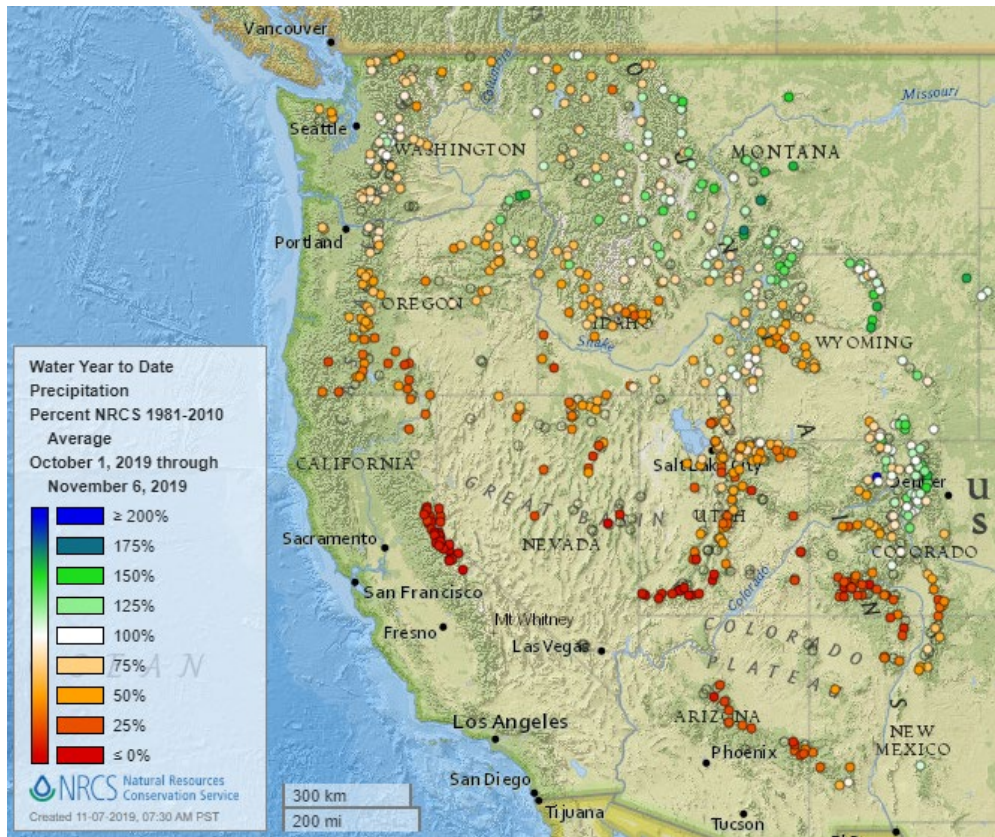 Vancouver
Columbia
Missouri
Seattle
WASHINGTON
MONTANA
Portland
OREGON
IDAHO
Snake
WYOMING
CALIFORNIA
Salt Lake City
GREAT BASIN
UTAH
NEVADA
Denver
U
S
COLORADO
Sacramento
San Francisco
Colorado
Mt Whitney
Fresno
Las Vegas
COLORADO
PLATEAU
ARIZONA
NEW
MEXICO
Los Angeles
Phoenix
San Diego
Tijuana
Tucson
Water Year to Date
Precipitation
Percent NRCS 1981-2010
Average
October 1, 2019 through
November 6, 2019
≥ 200%
175%
150%
125%
100%
75%
50%
25%
≤ 0%
NRCS Natural Resources
Conservation Service
Created 11-07-2019, 07:30 AM PST
300 km
200 mi